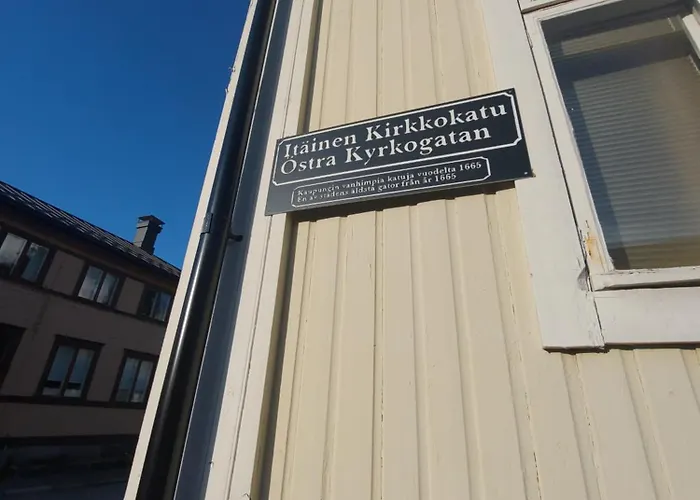 Itäinen Kirkkokatu
Östra Kyrkogatan
Kaupungin vanhimpia katuja vuodelta 1665
En av stadens äldsta gator från år 1665